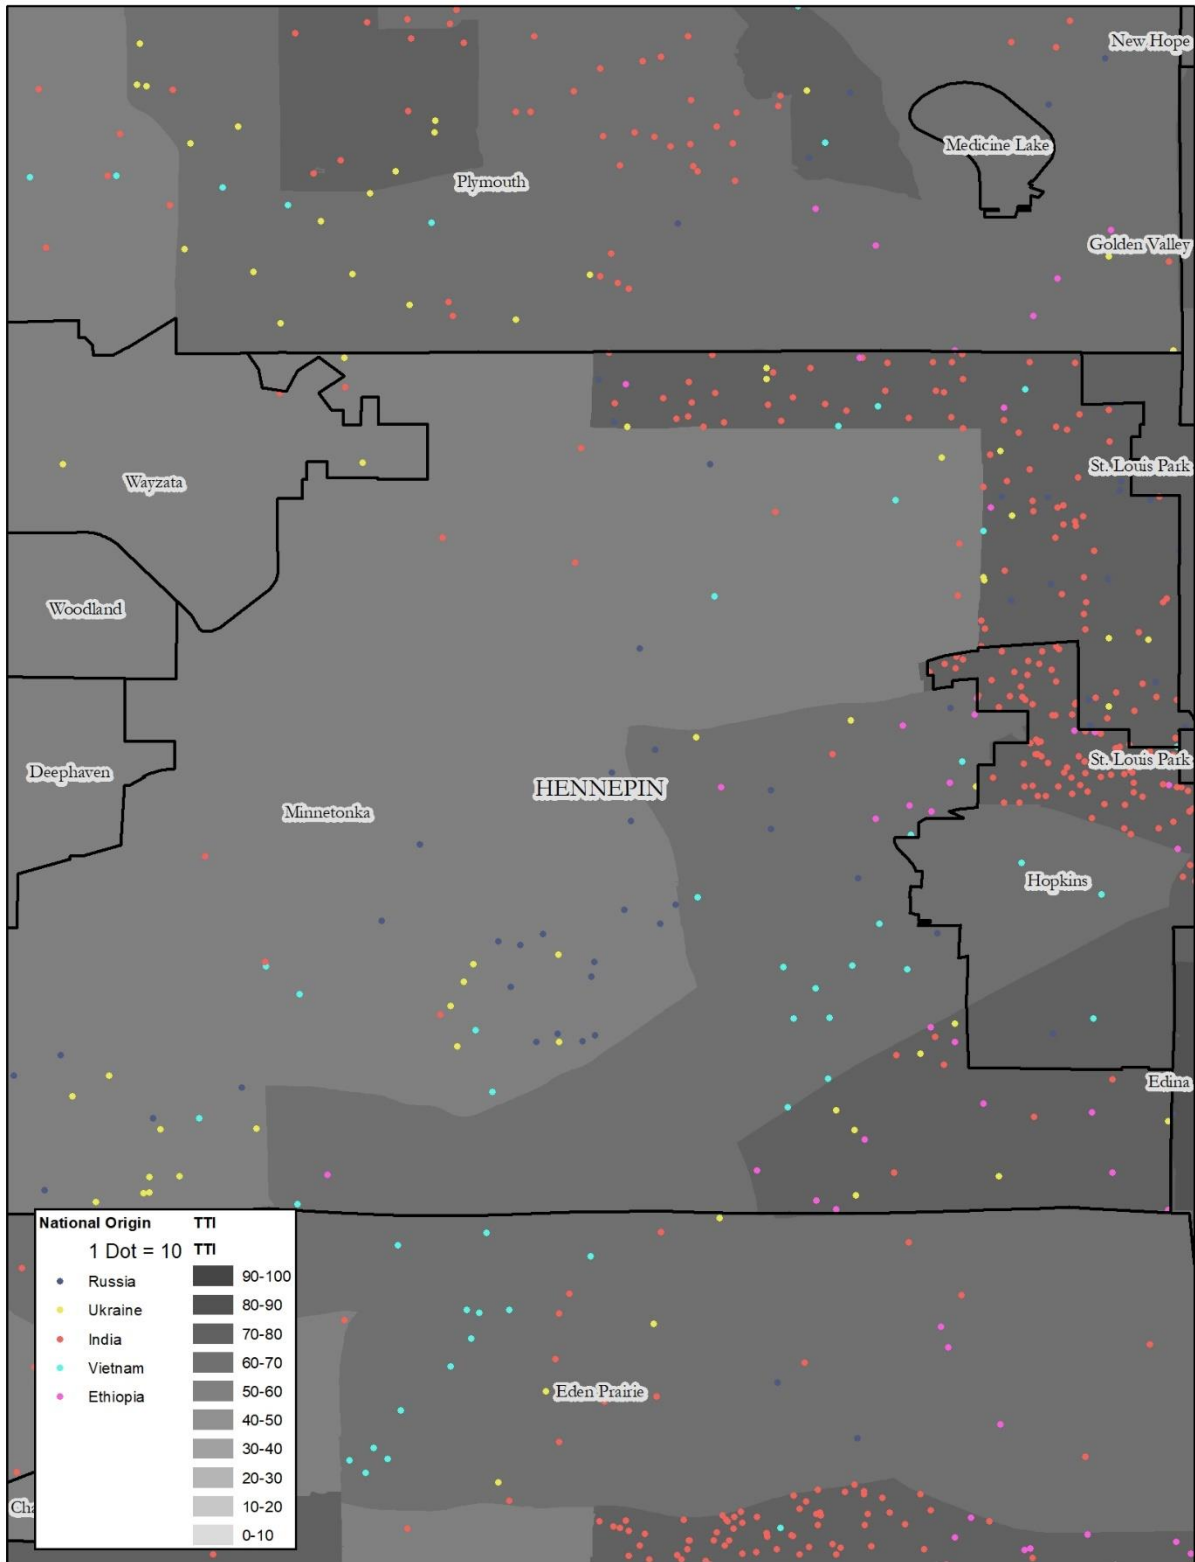 New Hope
Medicine Lake
Plymouth
Golden Valley
St. Louis Park
Wayzata
Woodland
St. Louis Park
Deephaven
HENNEPIN
Minnetonka
Hopkins
Edina
National Origin TTI
1 Dot = 10 TTI
Russia 90-100
Ukraine 80-90
India 70-80
Vietnam 60-70
Ethiopia 50-60
40-50
30-40
20-30
10-20
0-10
Eden Prairie
Cha